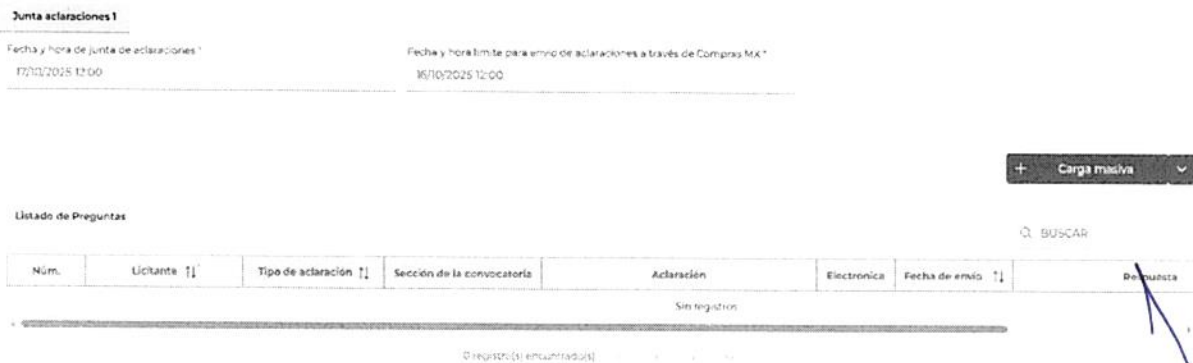 Junta aclaraciones 1
Fecha y hora de junta de aclaraciones *
Fecha y hora límite para envío de aclaraciones a través de Compras MX *
17/10/2025 12:00
16/10/2025 12:00
+ Carga masiva
Listado de Preguntas
BUSCAR
Núm. Licitante Tipo de aclaración Sección de la convocatoria Aclaración Electronica Fecha de envío Respuesta
Sin registros
0 registro(s) encontrado(s)